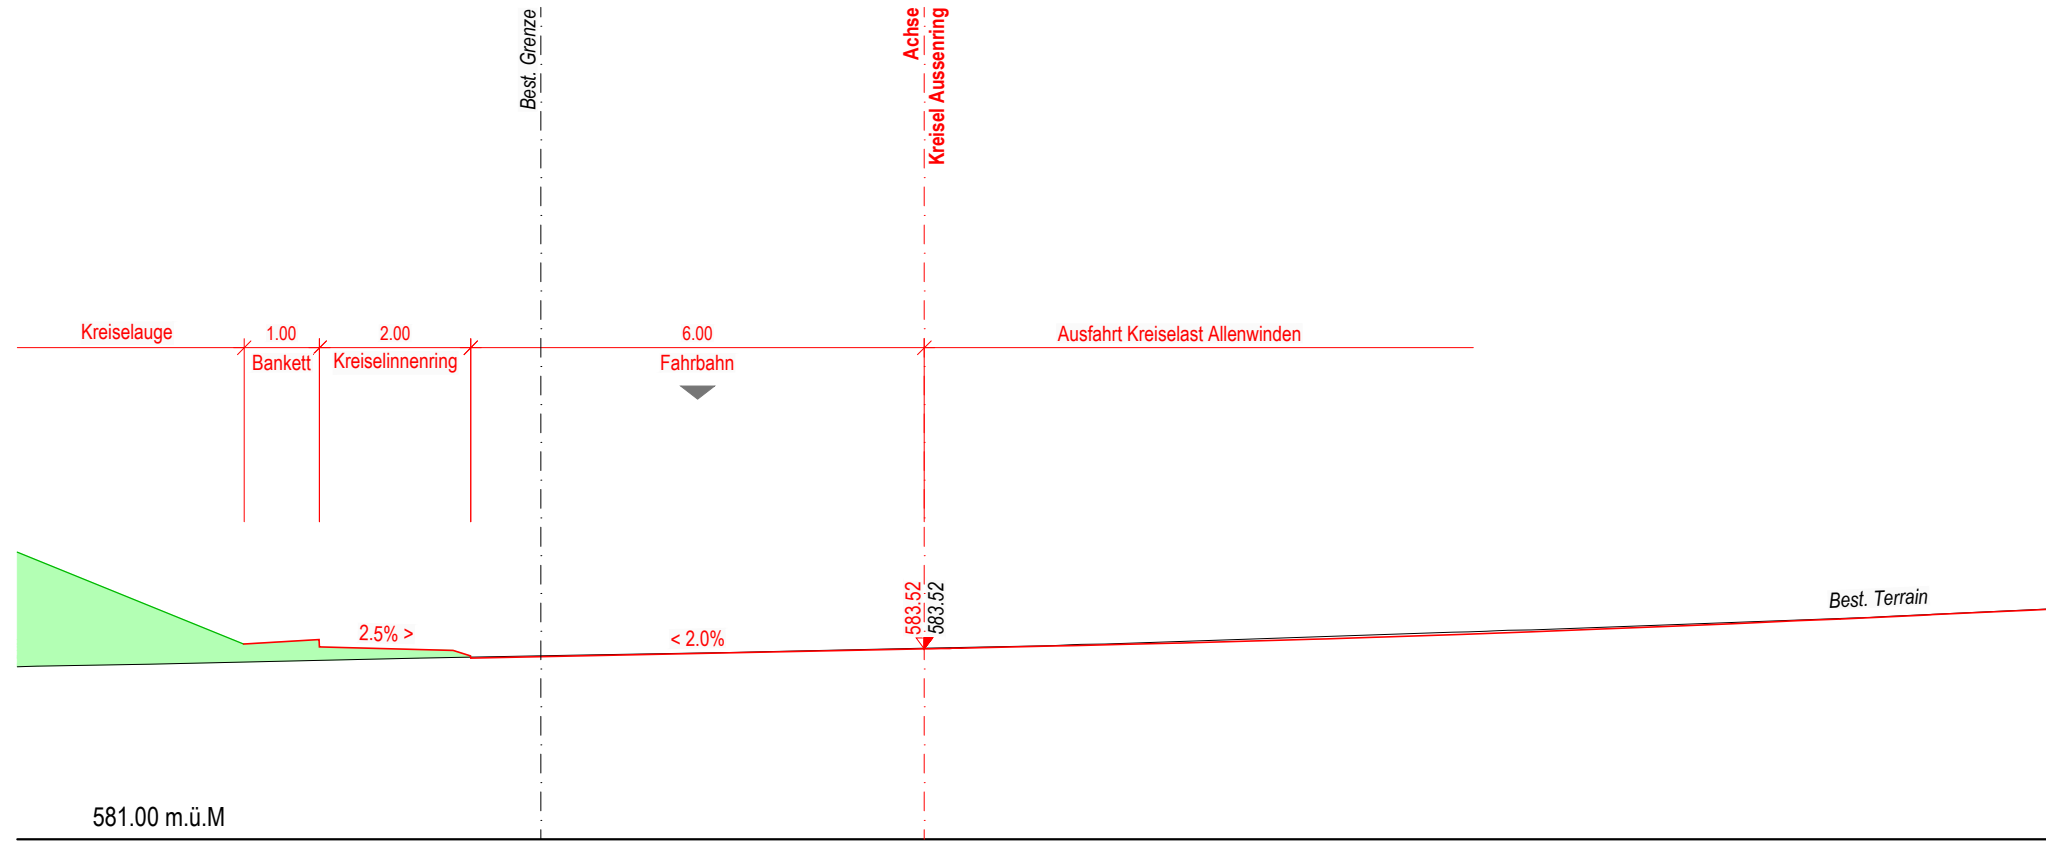 Best. Grenze
Achse
Kreisel Aussenring
Kreiselauge
1.00
2.00
6.00
Ausfahrt Kreiselast Allenwinden
Bankett
Kreiselinnenring
Fahrbahn
583.52
583.52
Best. Terrain
2.5% >
< 2.0%
581.00 m.ü.M